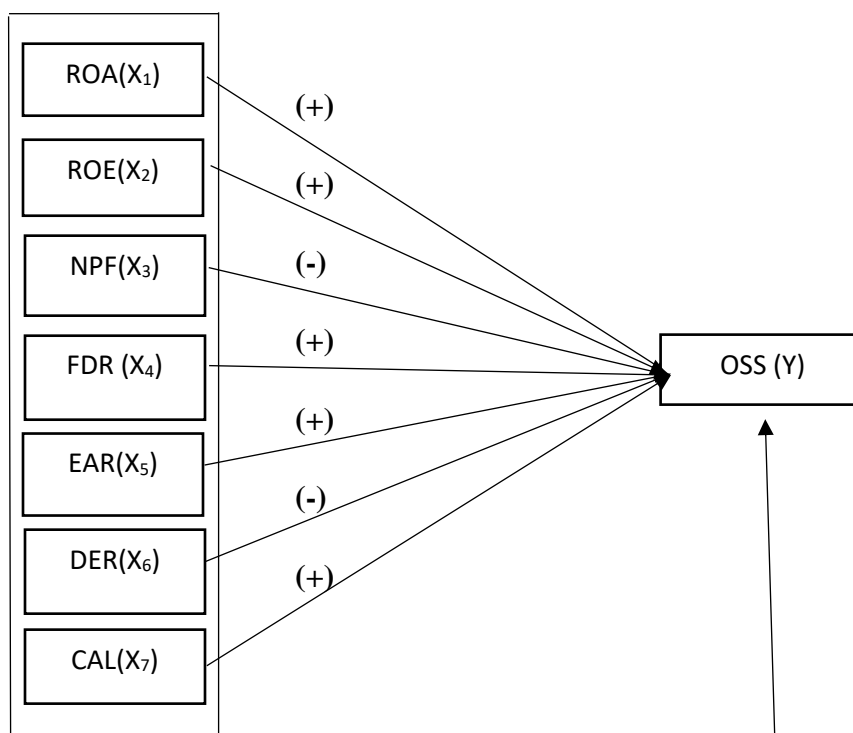 ROA(X₁)
(+)
ROE(X₂)
(+)
NPF(X₃)
(-)
FDR (X₄)
(+)
OSS (Y)
EAR(X₅)
(+)
DER(X₆)
(-)
CAL(X₇)
(+)